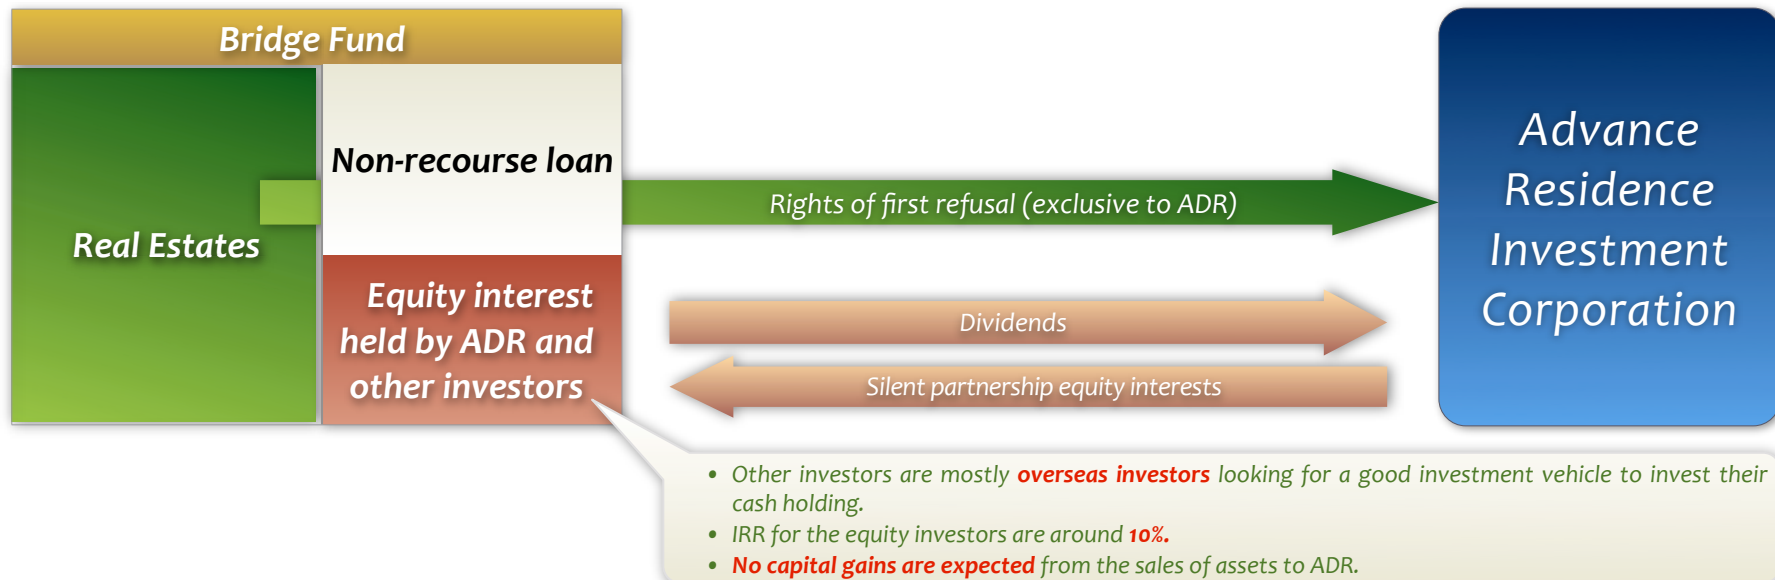 Bridge Fund
Real Estates
Non-recourse loan
Equity interest
held by ADR and
other investors
Rights of first refusal (exclusive to ADR)
Dividends
Silent partnership equity interests
Advance
Residence
Investment
Corporation
• Other investors are mostly overseas investors looking for a good investment vehicle to invest their
cash holding.
• IRR for the equity investors are around 10%.
• No capital gains are expected from the sales of assets to ADR.